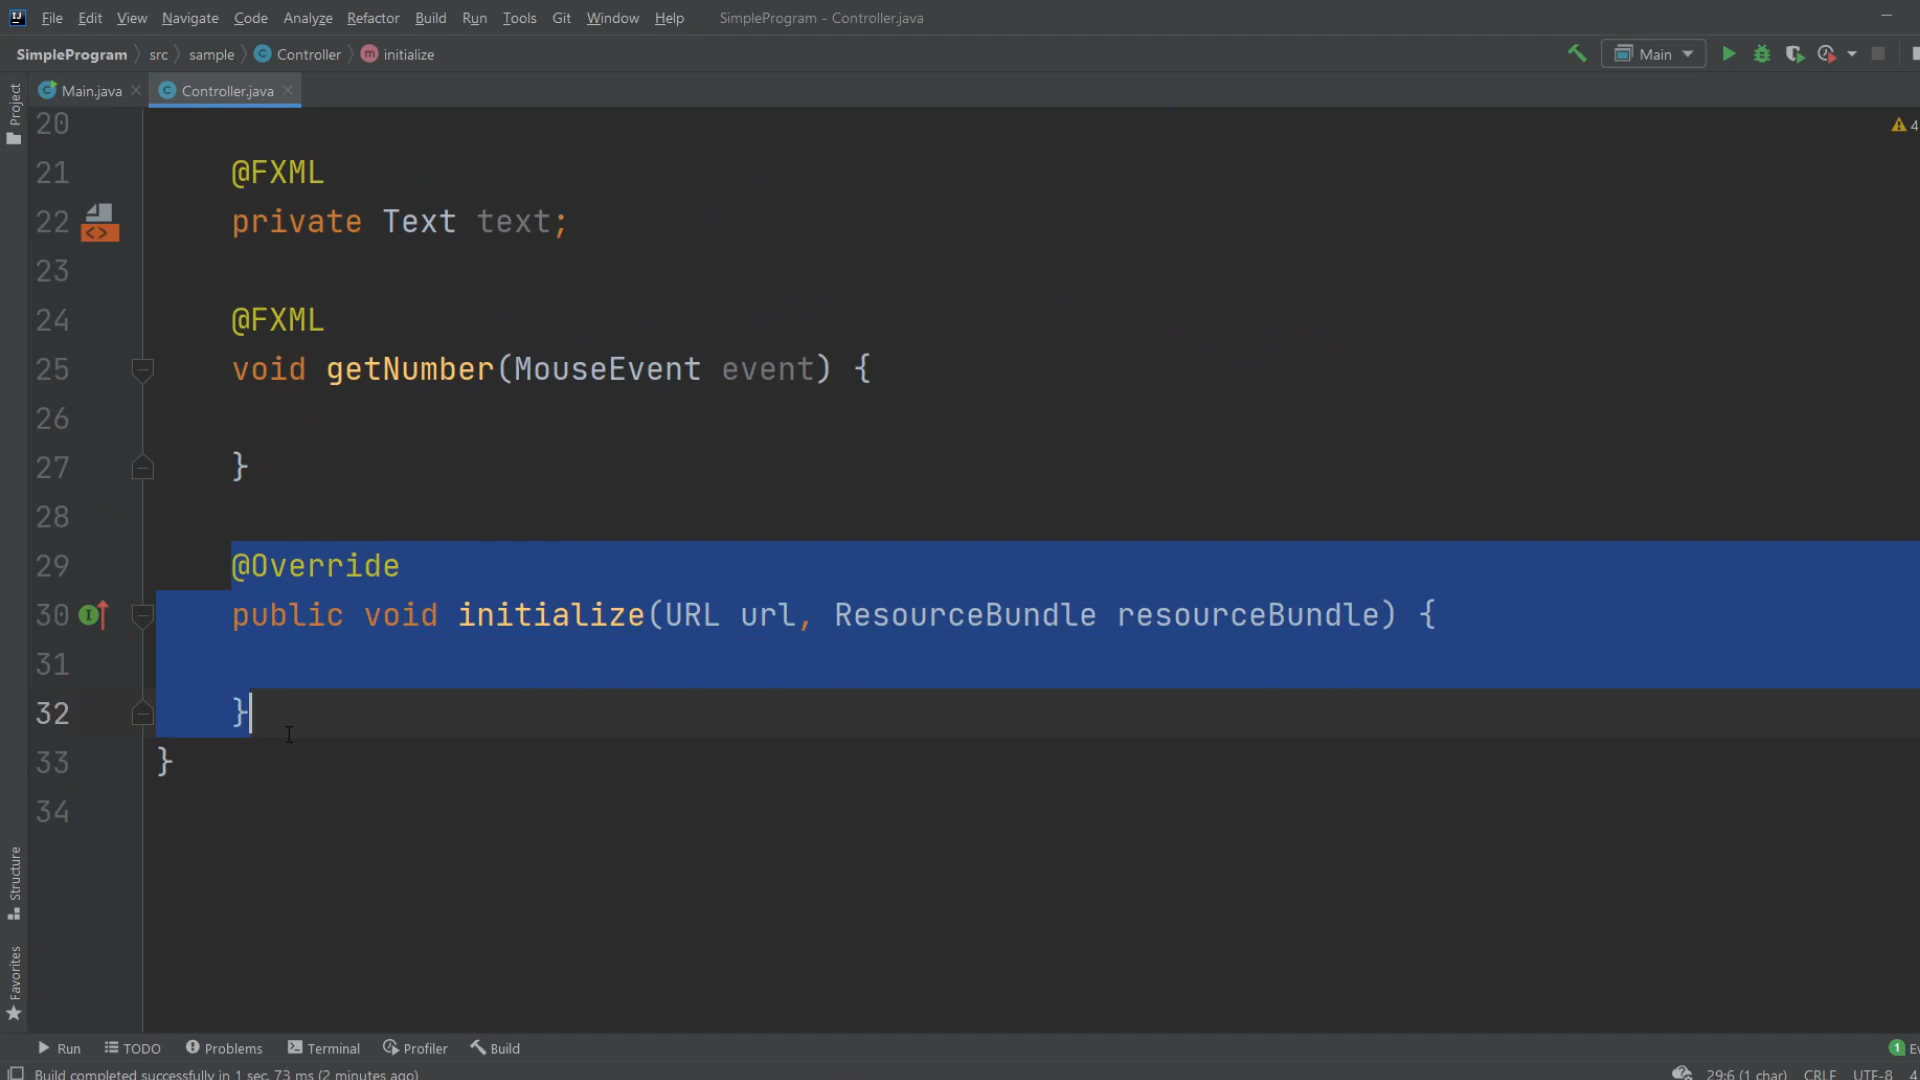 File Edit View Navigate Code Analyze Refactor Build Run Tools Git Window Help SimpleProgram - Controller.java
SimpleProgram src sample Controller initialize Main
Main.java Controller.java
Project
20
21 @FXML
22 private Text text;
23
24 @FXML
25 void getNumber(MouseEvent event) {
26
27 }
28
29 @Override
30 public void initialize(URL url, ResourceBundle resourceBundle) {
31
32 }
33 }
34
4
Structure
Favorites
Run TODO Problems Terminal Profiler Build 1
Build completed successfully in 1 sec, 73 ms (2 minutes ago) 29:6 (1 char) CRLF UTF-8 4